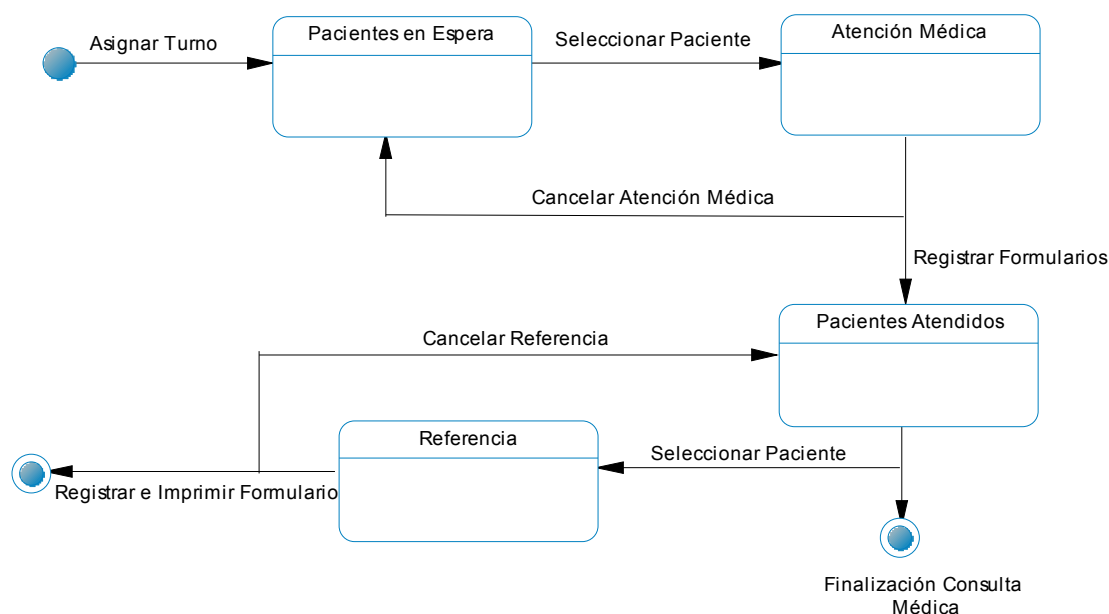 Asignar Turno
Pacientes en Espera
Seleccionar Paciente
Atención Médica
Cancelar Atención Médica
Registrar Formularios
Pacientes Atendidos
Cancelar Referencia
Referencia
Seleccionar Paciente
Registrar e Imprimir Formulario
Finalización Consulta
Médica